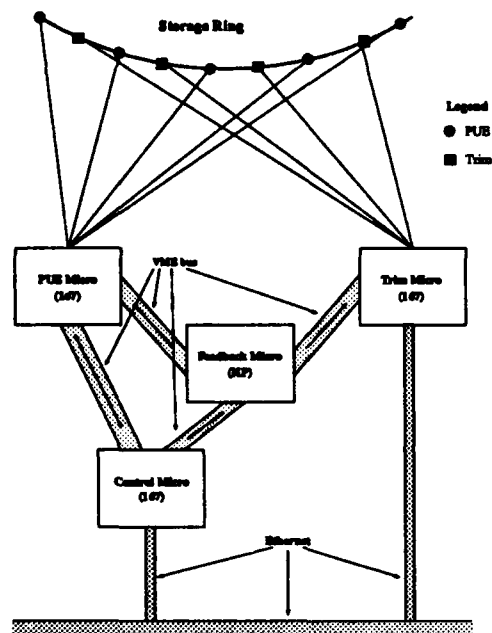 Storage Ring
Legend
PUE
Trim
PUE Micro
(167)
VME bus
Trim Micro
(167)
Feedback Micro
(HP)
Control Micro
(167)
Ethernet